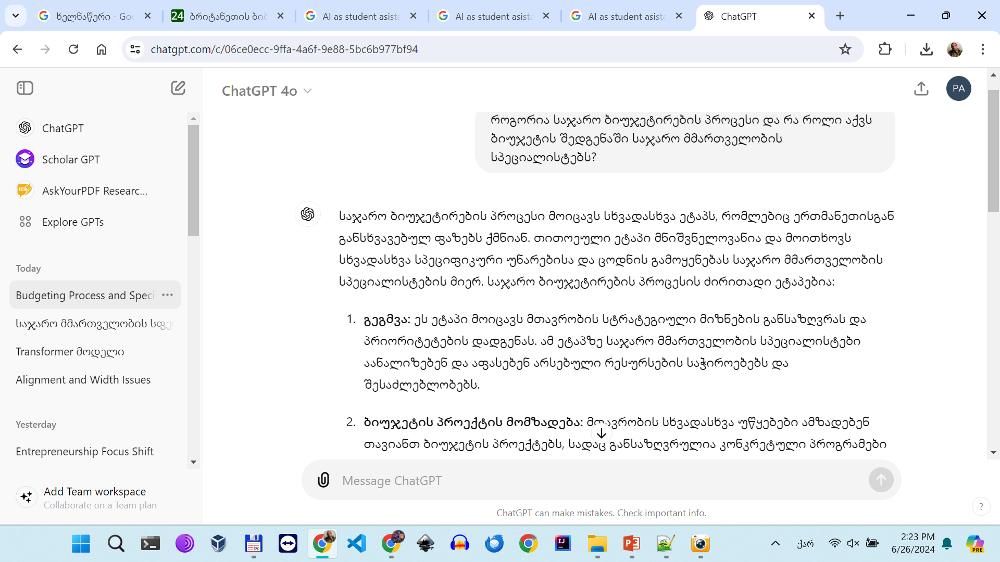 ხელნაწერი - Goo
24
ბრიტანეთის ბიბ
AI as student asista
AI as student asista
AI as student asista
ChatGPT
chatgpt.com/c/06ce0ecc-9ffa-4a6f-9e88-5bc6b977bf94
ChatGPT
Scholar GPT
AskYourPDF Researc...
Explore GPTs
Today
Budgeting Process and Speci
საჯარო მმართველობის სფე
Transformer მოდელი
Alignment and Width Issues
Yesterday
Entrepreneurship Focus Shift
Add Team workspace
Collaborate on a Team plan
ChatGPT 4o
PA
როგორია საჯარო ბიუჯეტირების პროცესი და რა როლი აქვს
ბიუჯეტის შედგენაში საჯარო მმართველობის
სპეციალისტებს?
საჯარო ბიუჯეტირების პროცესი მოიცავს სხვადასხვა ეტაპს, რომლებიც ერთმანეთისგან
განსხვავებულ ფაზებს ქმნიან. თითოეული ეტაპი მნიშვნელოვანია და მოითხოვს
სხვადასხვა სპეციფიკური უნარებისა და ცოდნის გამოყენებას საჯარო მმართველობის
სპეციალისტების მიერ. საჯარო ბიუჯეტირების პროცესის ძირითადი ეტაპებია:
1. გეგმვა: ეს ეტაპი მოიცავს მთავრობის სტრატეგიული მიზნების განსაზღვრას და
პრიორიტეტების დადგენას. ამ ეტაპზე საჯარო მმართველობის სპეციალისტები
აანალიზებენ და აფასებენ არსებული რესურსების საჭიროებებს და
შესაძლებლობებს.
2. ბიუჯეტის პროექტის მომზადება: მთავრობის სხვადასხვა უწყებები ამზადებენ
თავიანთ ბიუჯეტის პროექტებს, სადაც განსაზღვრულია კონკრეტული პროგრამები
Message ChatGPT
ChatGPT can make mistakes. Check important info.
?
64
IJ
ქარ
2:23 PM
6/26/2024
PRE